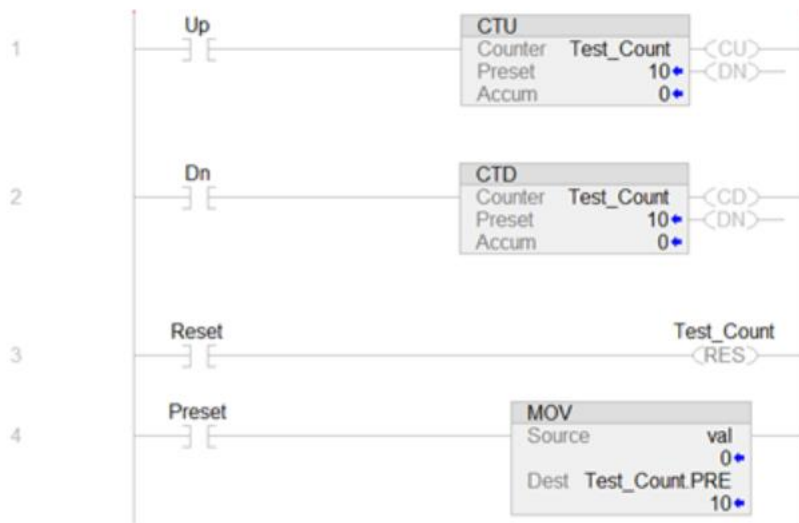 Up
CTU
1
Counter Test_Count
CU
Preset 10
DN
Accum 0
Dn
CTD
2
Counter Test_Count
CD
Preset 10
DN
Accum 0
Reset
Test_Count
3
RES
Preset
MOV
4
Source val
0
Dest Test_Count.PRE
10